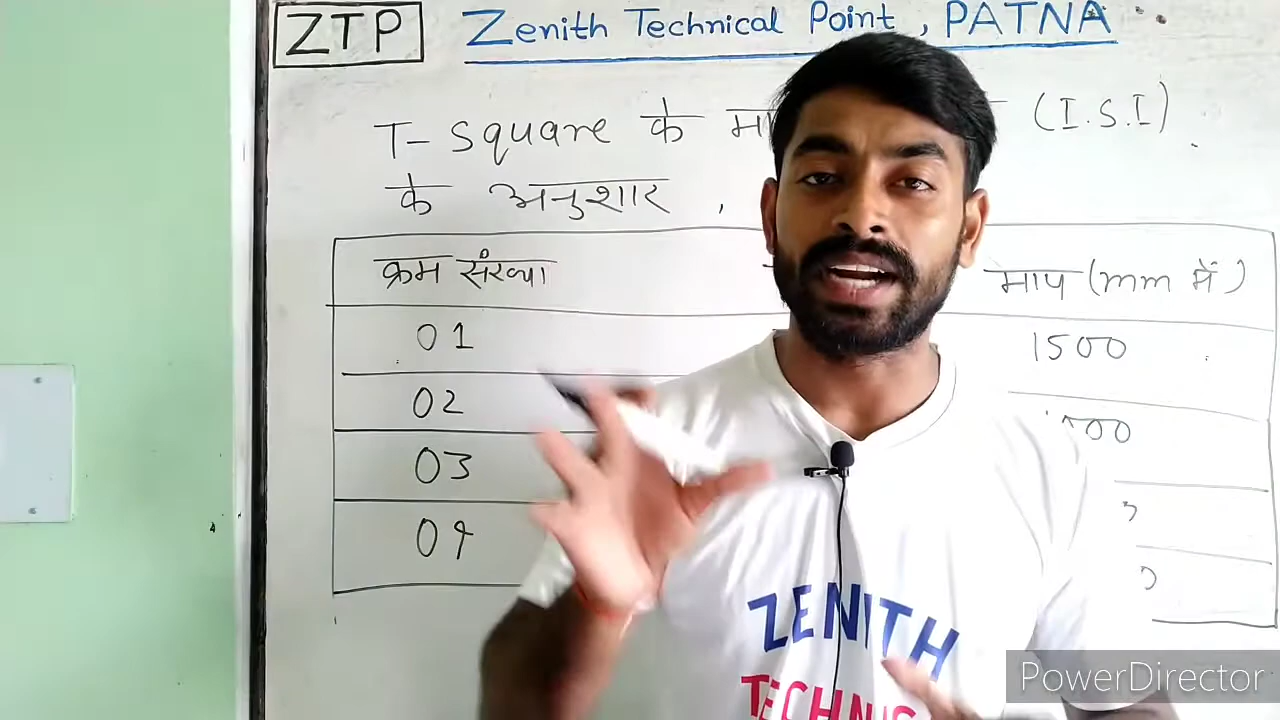 ZTP Zenith Technical Point, PATNA
T-Square के (I.S.I)
के अनुशार,
क्रम संख्या माप (mm में)
01 1500
02
03
04
ZENITH
PowerDirector